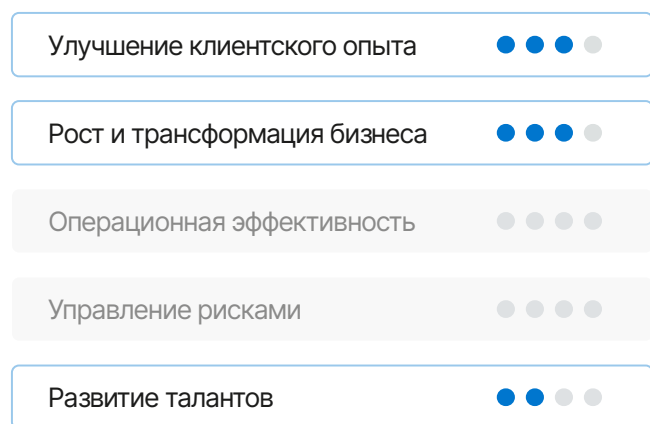 Улучшение клиентского опыта
Рост и трансформация бизнеса
Операционная эффективность
Управление рисками
Развитие талантов